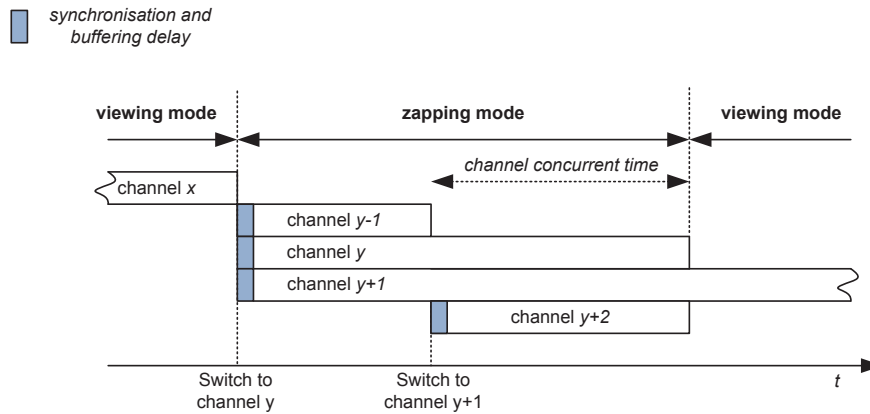 synchronisation and
buffering delay
viewing mode
zapping mode
viewing mode
channel concurrent time
channel x
channel y-1
channel y
channel y+1
channel y+2
Switch to
channel y
Switch to
channel y+1
t